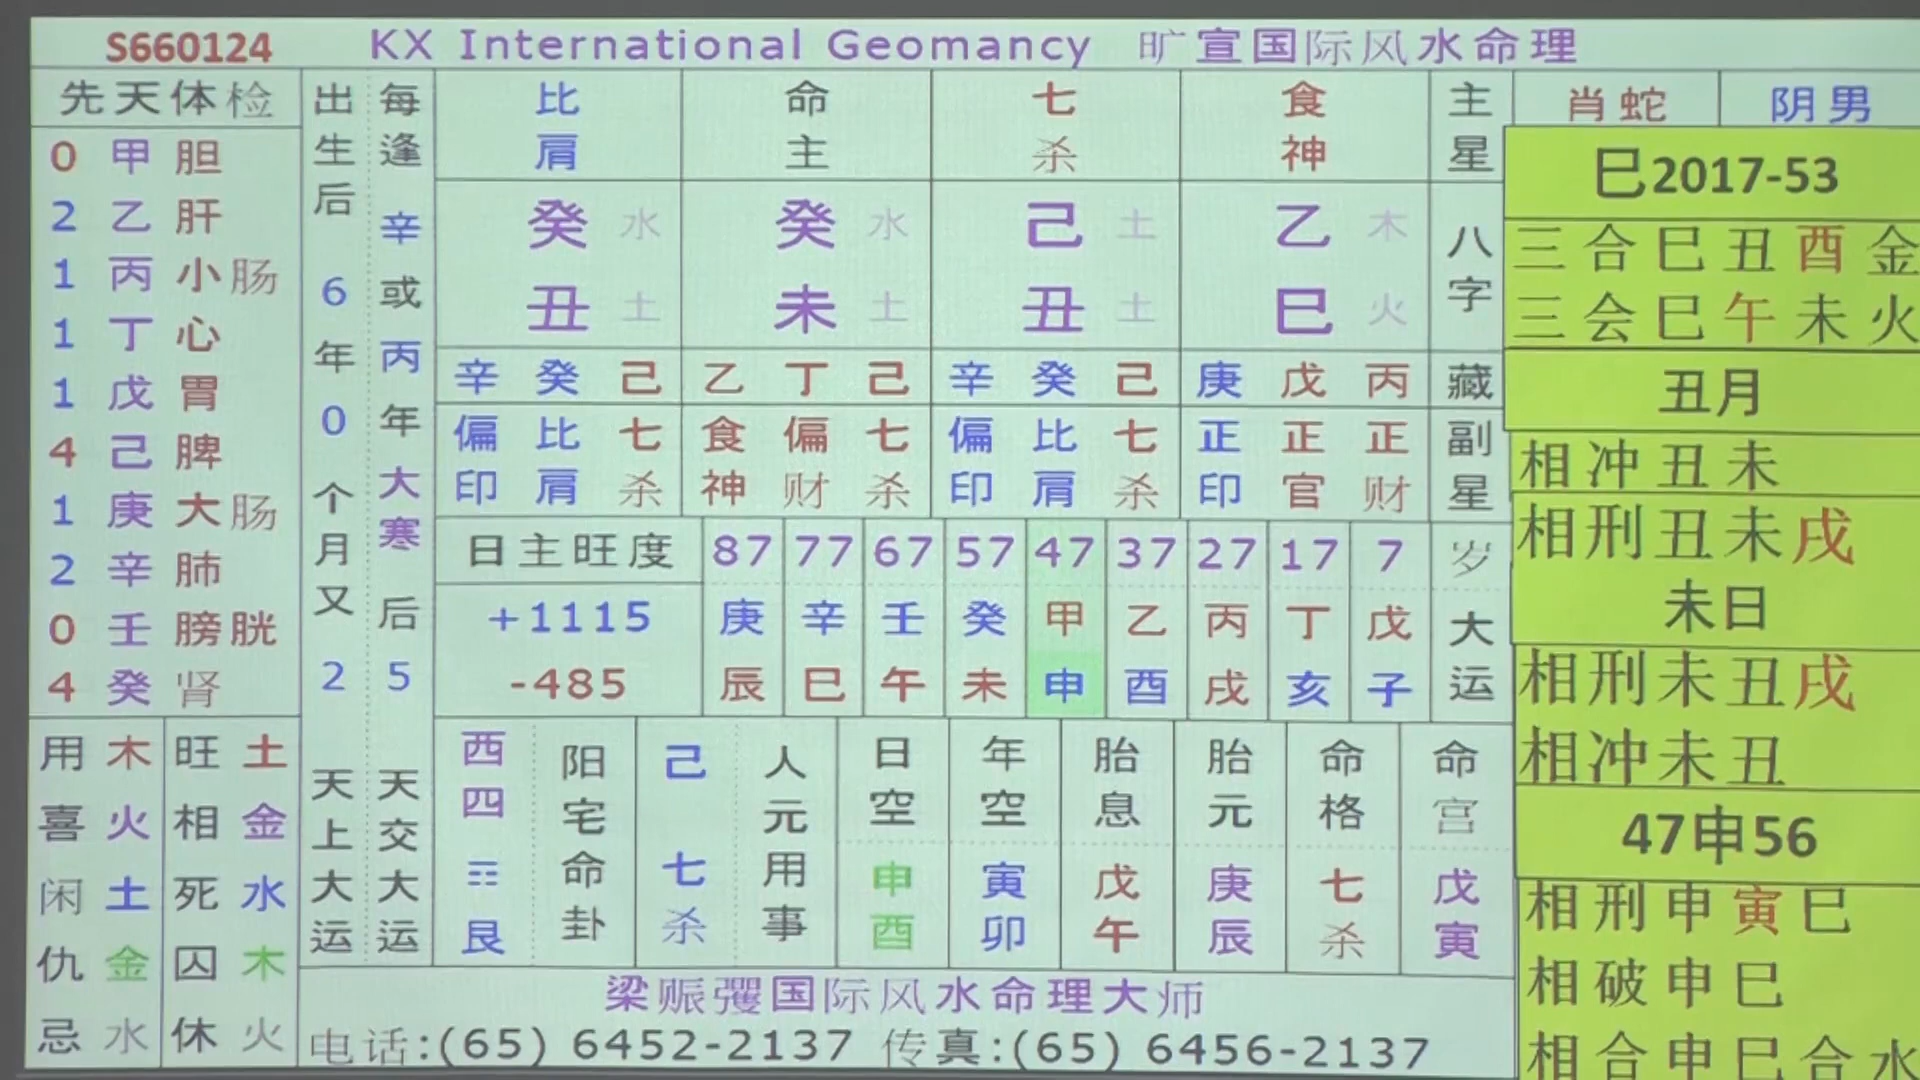 S660124 KX International Geomancy 旷宣国际风水命理
先天体检
0 甲 胆
2 乙 肝
1 丙 小肠
1 丁 心
1 戊 胃
4 己 脾
1 庚 大肠
2 辛 肺
0 壬 膀胱
4 癸 肾
用 木 旺 土
喜 火 相 金
闲 土 死 水
仇 金 囚 木
忌 水 休 火
出生后6年0个月又2天上大运
每逢辛或丙年大寒后5天交大运
比肩 命主 七杀 食神 主星
癸 水 癸 水 己 土 乙 木 八字
丑 土 未 土 丑 土 巳 火
辛 癸 己 乙 丁 己 辛 癸 己 庚 戊 丙 藏
偏印 比肩 七杀 食神 偏财 七杀 偏印 比肩 七杀 正印 正官 正财 副星
日主旺度 87 77 67 57 47 37 27 17 7 岁
+1115 庚 辛 壬 癸 甲 乙 丙 丁 戊 大运
-485 辰 巳 午 未 申 酉 戌 亥 子
西四 ☶ 艮
阳宅命卦
己 七杀
人元用事
日空 申酉
年空 寅卯
胎息 戊午
胎元 庚辰
命格 七杀
命宫 戊寅
国际风水命理大师
电话:(65) 6452-2137 传真:(65) 6456-2137
肖蛇 阴男
巳2017-53
三合巳丑酉金
三会巳午未火
丑月
相冲丑未
相刑丑未戌
未日
相刑未丑戌
相冲未丑
47申56
相刑申寅巳
相破申巳
相合申巳合水